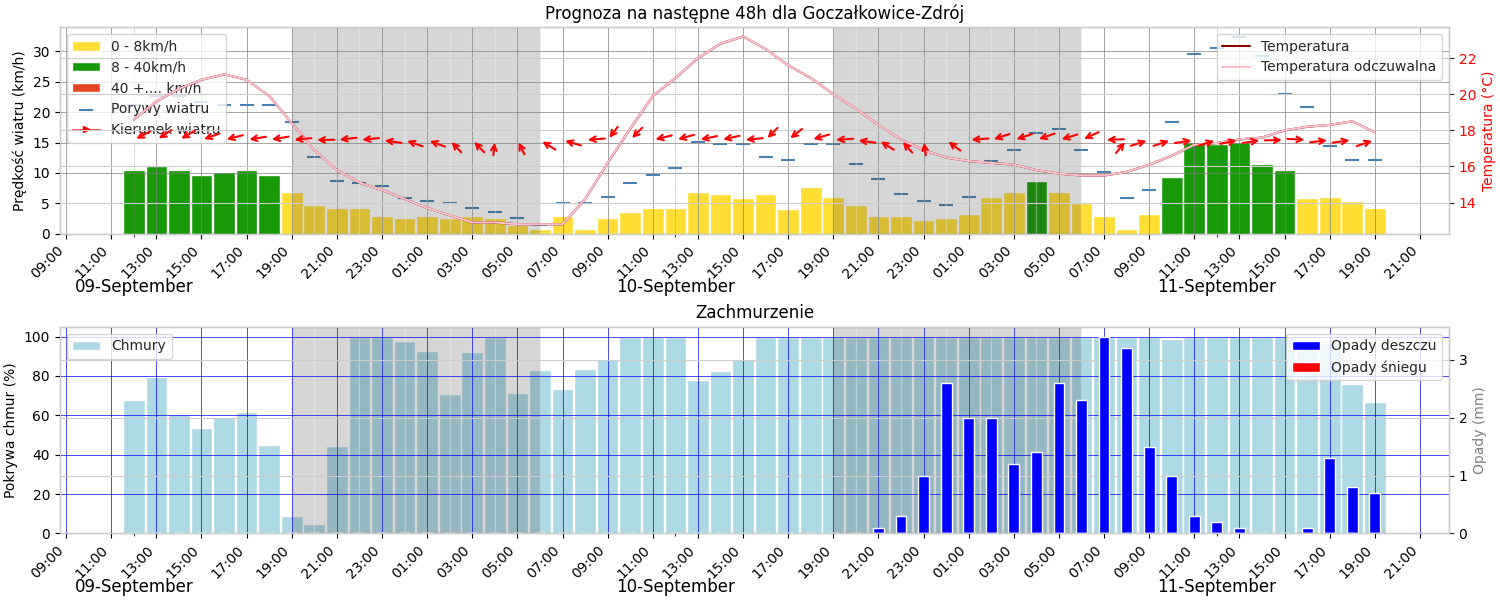 Prognoza na następne 48h dla Goczałkowice-Zdrój
Prędkość wiatru (km/h)
30
25
20
15
10
5
0
0 - 8km/h
8 - 40km/h
40 +.... km/h
Porywy wiatru
Kierunek wiatru
Temperatura
Temperatura odczuwalna
22
20
18
16
14
Temperatura (°C)
09:00 11:00 13:00 15:00 17:00 19:00 21:00 23:00 01:00 03:00 05:00 07:00 09:00 11:00 13:00 15:00 17:00 19:00 21:00 23:00 01:00 03:00 05:00 07:00 09:00 11:00 13:00 15:00 17:00 19:00 21:00
09-September 10-September 11-September
Zachmurzenie
Pokrywa chmur (%)
100
80
60
40
20
0
Chmury
Opady deszczu
Opady śniegu
3
2
1
0
Opady (mm)
09:00 11:00 13:00 15:00 17:00 19:00 21:00 23:00 01:00 03:00 05:00 07:00 09:00 11:00 13:00 15:00 17:00 19:00 21:00 23:00 01:00 03:00 05:00 07:00 09:00 11:00 13:00 15:00 17:00 19:00 21:00
09-September 10-September 11-September